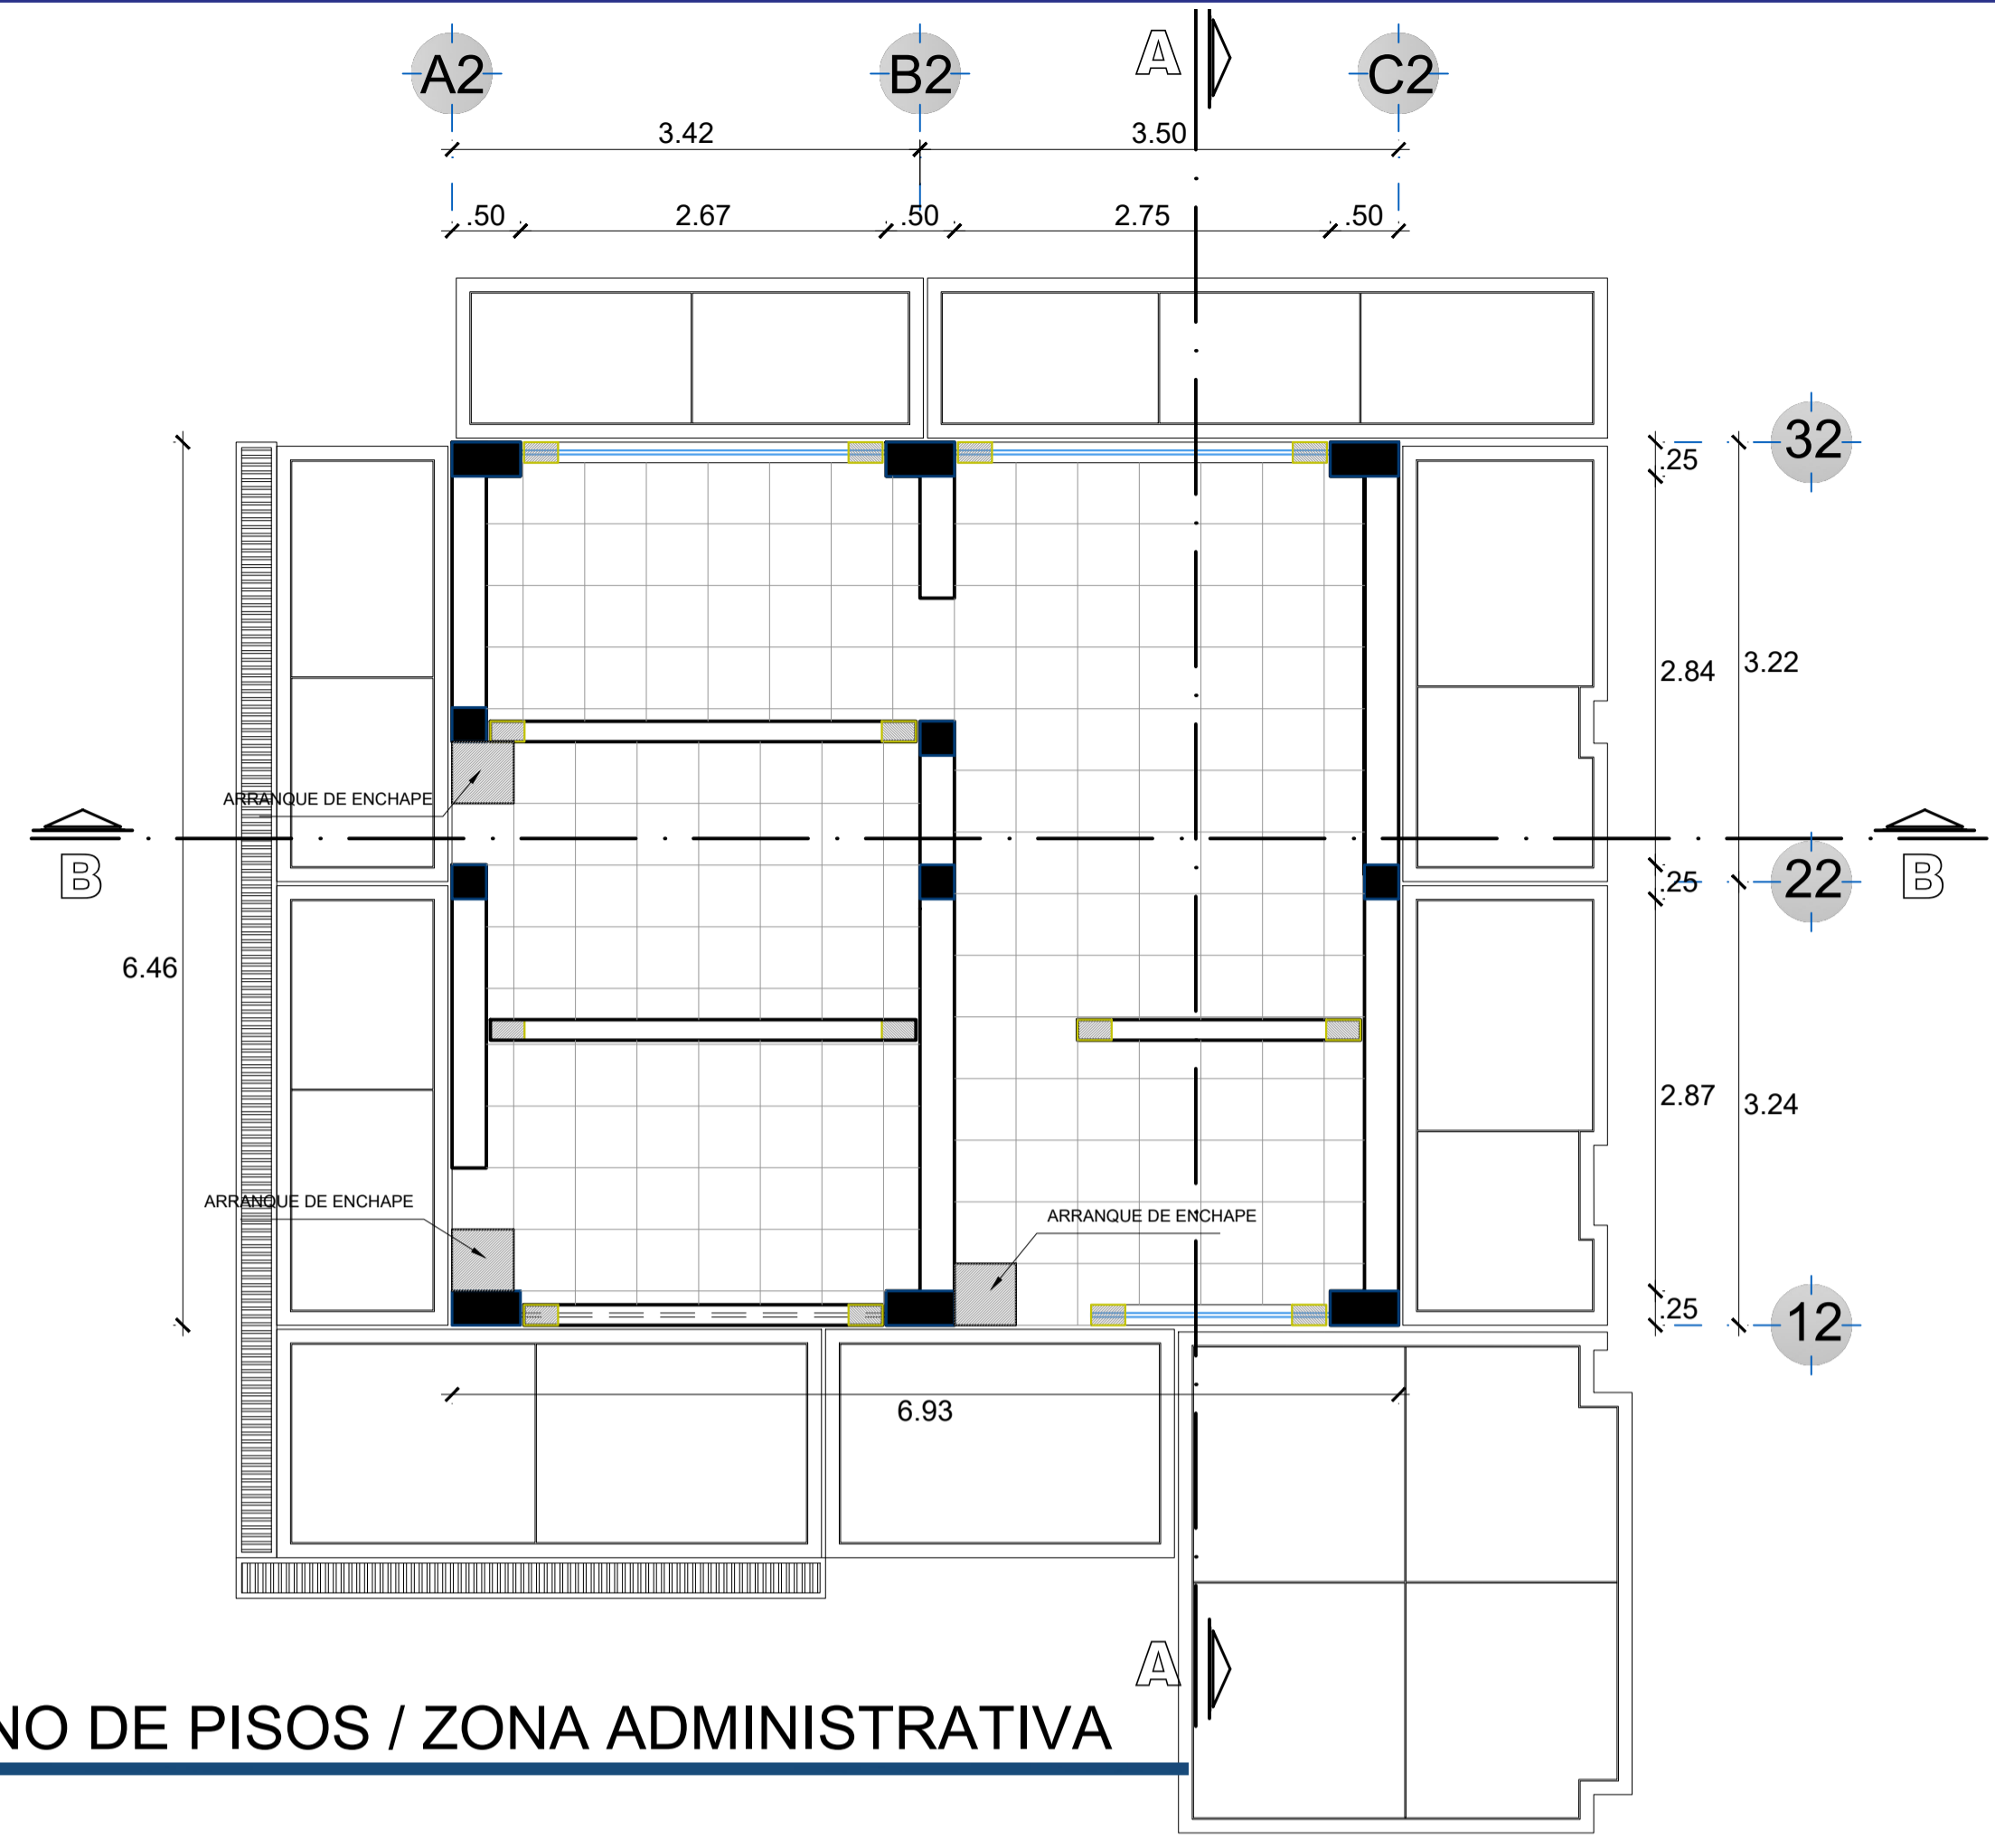 A2
B2
A
C2
3.42
3.50
.50
2.67
.50
2.75
.50
32
.25
2.84
3.22
ARRANQUE DE ENCHAPE
B
.25
22
B
6.46
2.87
3.24
ARRANQUE DE ENCHAPE
ARRANQUE DE ENCHAPE
.25
12
6.93
A
NO DE PISOS / ZONA ADMINISTRATIVA